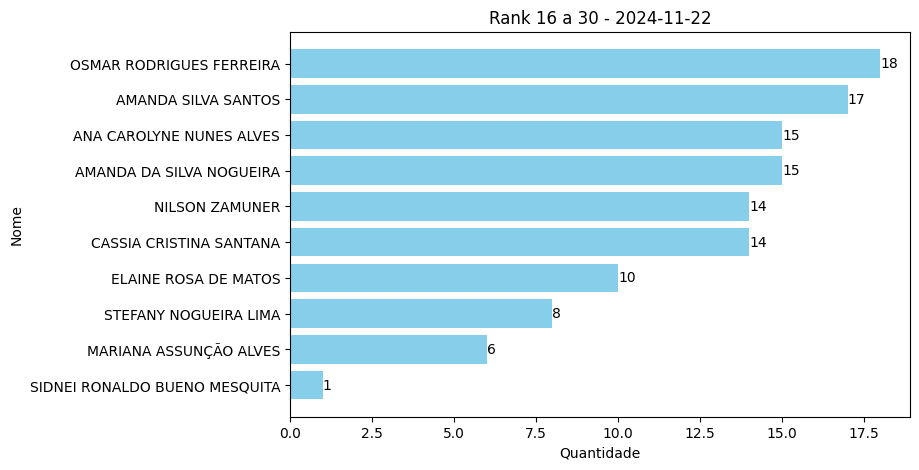 Rank 16 a 30 - 2024-11-22
OSMAR RODRIGUES FERREIRA 18
AMANDA SILVA SANTOS 17
ANA CAROLYNE NUNES ALVES 15
AMANDA DA SILVA NOGUEIRA 15
NILSON ZAMUNER 14
CASSIA CRISTINA SANTANA 14
ELAINE ROSA DE MATOS 10
STEFANY NOGUEIRA LIMA 8
MARIANA ASSUNÇÃO ALVES 6
SIDNEI RONALDO BUENO MESQUITA 1
Nome
0.0 2.5 5.0 7.5 10.0 12.5 15.0 17.5
Quantidade